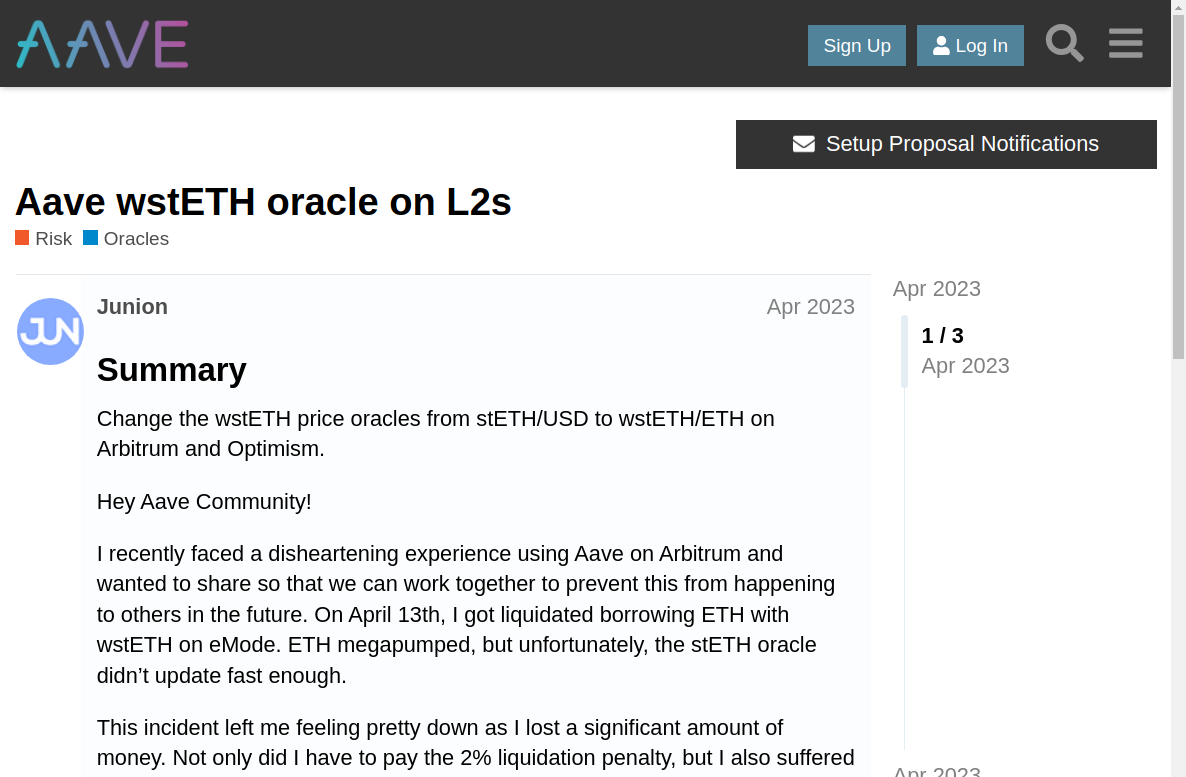 AAVE
Sign Up
Log In
Setup Proposal Notifications
Aave wstETH oracle on L2s
Risk Oracles
JUN
Junion
Apr 2023
Summary
Change the wstETH price oracles from stETH/USD to wstETH/ETH on
Arbitrum and Optimism.
Hey Aave Community!
I recently faced a disheartening experience using Aave on Arbitrum and
wanted to share so that we can work together to prevent this from happening
to others in the future. On April 13th, I got liquidated borrowing ETH with
wstETH on eMode. ETH megapumped, but unfortunately, the stETH oracle
didn’t update fast enough.
This incident left me feeling pretty down as I lost a significant amount of
money. Not only did I have to pay the 2% liquidation penalty, but I also suffered
Apr 2023
1 / 3
Apr 2023
Apr 2023